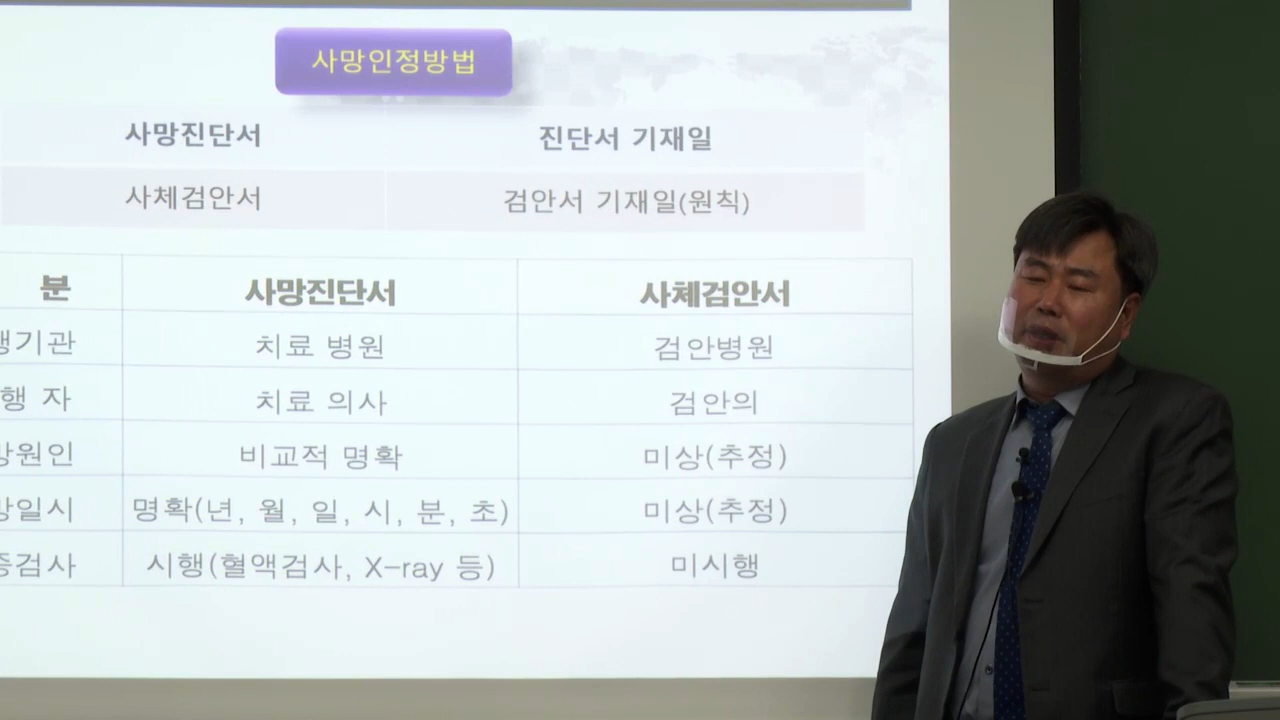 사망인정방법
사망진단서 진단서 기재일
사체검안서 검안서 기재일(원칙)
분 사망진단서 사체검안서
행기관 치료 병원 검안병원
행 자 치료 의사 검안의
망원인 비교적 명확 미상(추정)
망일시 명확(년, 월, 일, 시, 분, 초) 미상(추정)
증검사 시행(혈액검사, X-ray 등) 미시행